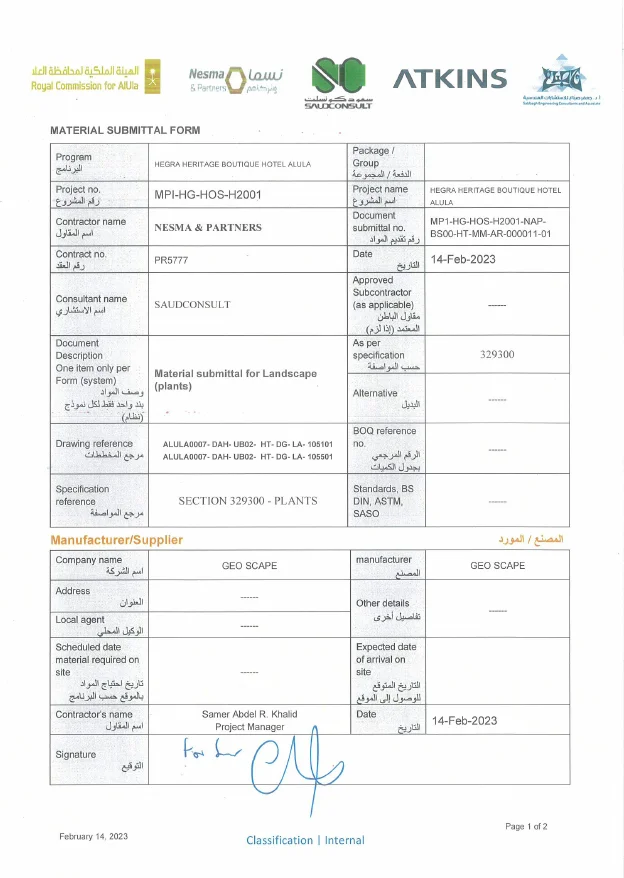 الهيئة الملكية لمحافظة العلا
Royal Commission for AlUla
Nesma
& Partners
نسما
وشركاهم
SC
سعودكونسلت
SAUDCONSULT
ATKINS
MATERIAL SUBMITTAL FORM
Program
البرنامج
HEGRA HERITAGE BOUTIQUE HOTEL ALULA
Package /
Group
الدفعة / المجموعة
Project no.
رقم المشروع
MPI-HG-HOS-H2001
Project name
اسم المشروع
HEGRA HERITAGE BOUTIQUE HOTEL
ALULA
Contractor name
اسم المقاول
NESMA & PARTNERS
Document
submittal no.
رقم تقديم المواد
MP1-HG-HOS-H2001-NAP-
BS00-HT-MM-AR-000011-01
Contract no.
رقم العقد
PR5777
Date
التاريخ
14-Feb-2023
Consultant name
اسم الاستشاري
SAUDCONSULT
Approved
Subcontractor
(as applicable)
مقاول الباطن
المعتمد (إذا لزم)
------
Document
Description
One item only per
Form (system)
وصف المواد
بند واحد فقط لكل نموذج
(نظام)
Material submittal for Landscape
(plants)
As per
specification
حسب المواصفة
329300
Alternative
البديل
------
Drawing reference
مرجع المخططات
ALULA0007- DAH- UB02- HT- DG- LA- 105101
ALULA0007- DAH- UB02- HT- DG- LA- 105501
BOQ reference
no.
الرقم المرجعي
بجدول الكميات
------
Specification
reference
مرجع المواصفة
SECTION 329300 - PLANTS
Standards, BS
DIN, ASTM,
SASO
------
Manufacturer/Supplier
المصنع / المورد
Company name
اسم الشركة
GEO SCAPE
manufacturer
المصنع
GEO SCAPE
Address
العنوان
------
Other details
تفاصيل أخرى
------
Local agent
الوكيل المحلي
------
Scheduled date
material required on
site
تاريخ احتياج المواد
بالموقع حسب البرنامج
------
Expected date
of arrival on
site
التاريخ المتوقع
للوصول إلى الموقع
Contractor's name
اسم المقاول
Samer Abdel R. Khalid
Project Manager
Date
التاريخ
14-Feb-2023
Signature
التوقيع
For
February 14, 2023
Page 1 of 2
Classification | Internal